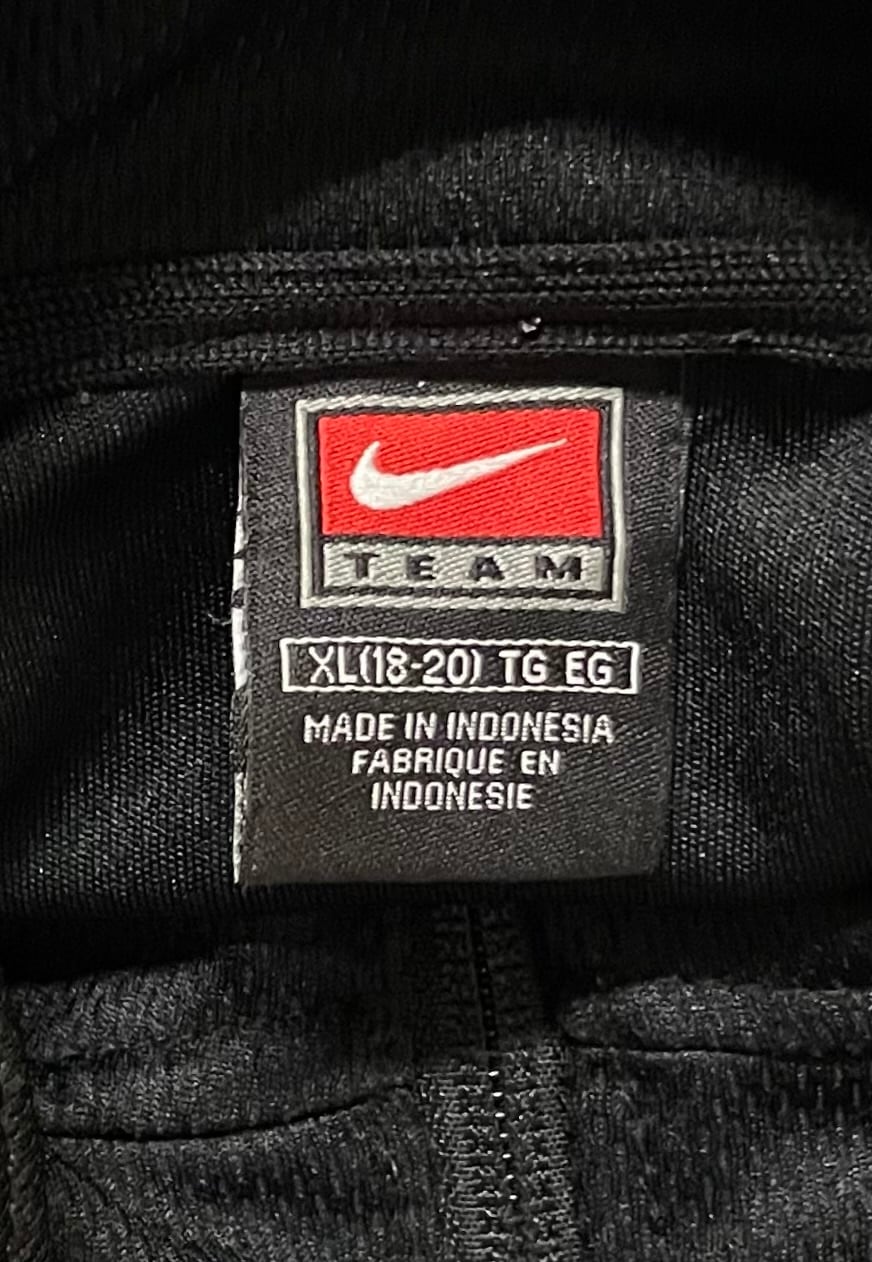 TEAM
XL(18-20) TG EG
MADE IN INDONESIA
FABRIQUE EN
INDONESIE